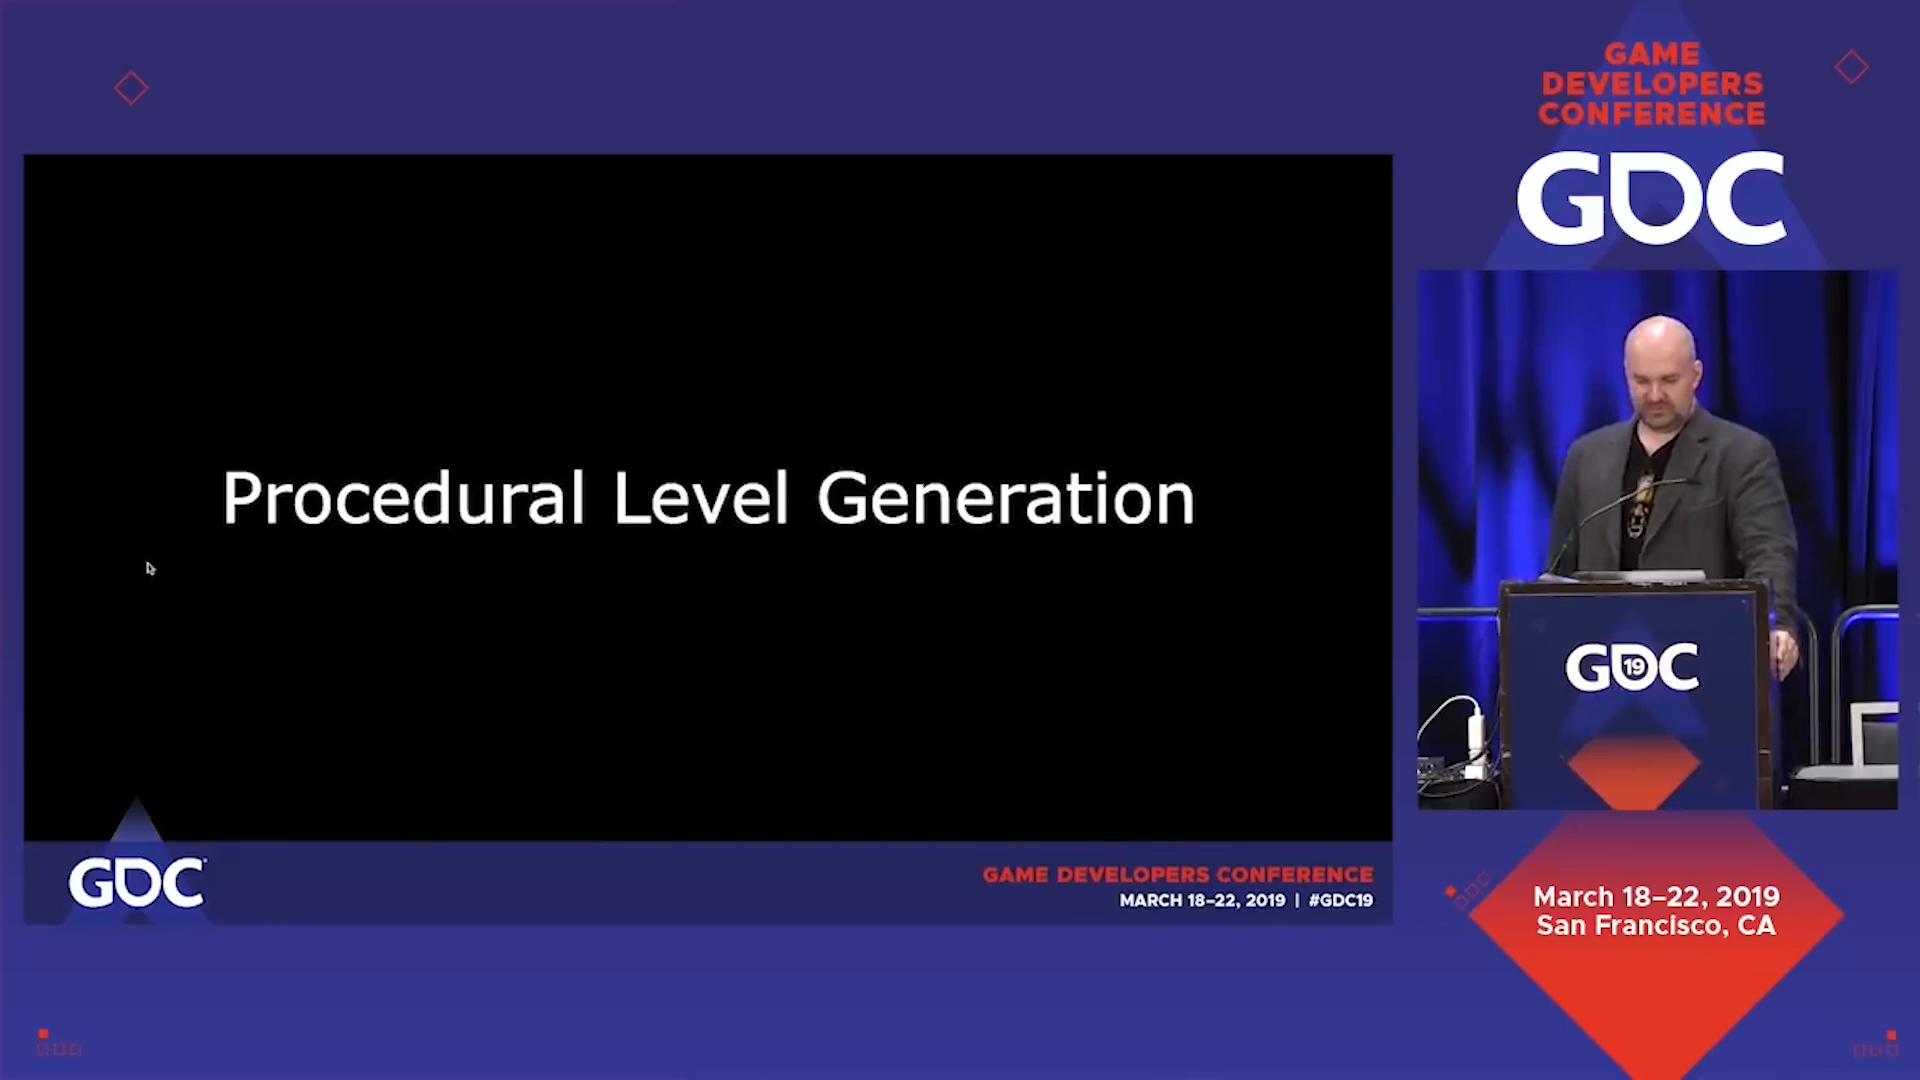 GAME
DEVELOPERS
CONFERENCE
GDC
Procedural Level Generation
GDC
19
GDC
GAME DEVELOPERS CONFERENCE
MARCH 18–22, 2019 | #GDC19
March 18–22, 2019
San Francisco, CA